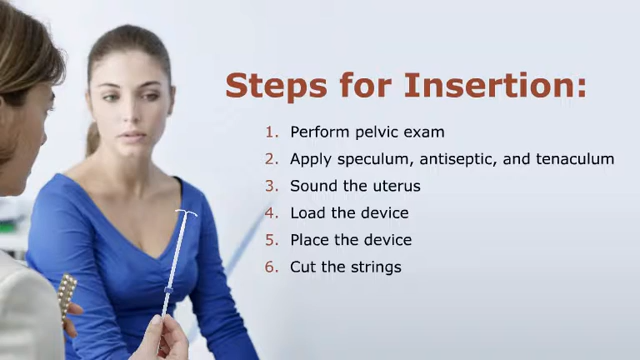 Steps for Insertion:
1. Perform pelvic exam
2. Apply speculum, antiseptic, and tenaculum
3. Sound the uterus
4. Load the device
5. Place the device
6. Cut the strings